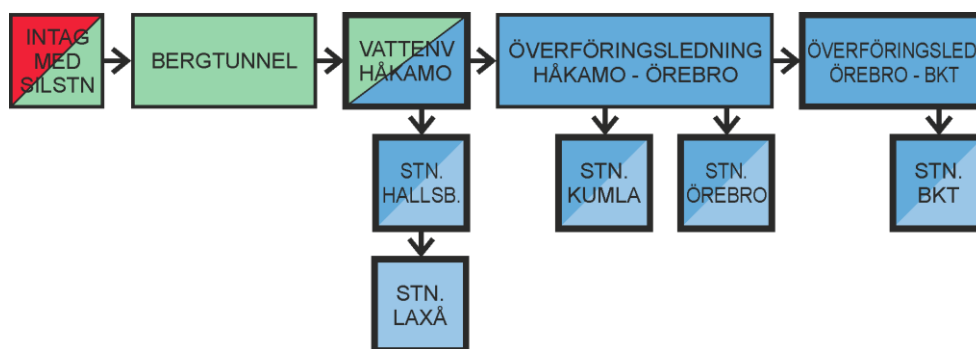 INTAG
MED
SILSTN
BERGTUNNEL
VATTENV
HÅKAMO
ÖVERFÖRINGSLEDNING
HÅKAMO - ÖREBRO
ÖVERFÖRINGSLED
ÖREBRO - BKT
STN.
HALLSB.
STN.
KUMLA
STN.
ÖREBRO
STN.
BKT
STN.
LAXÅ